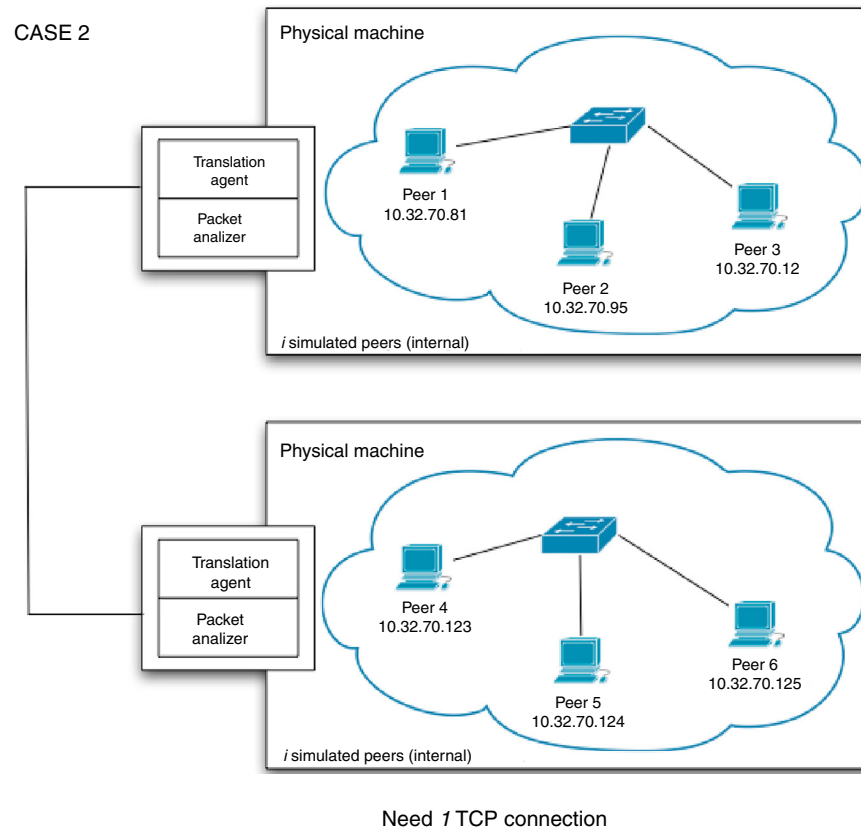 CASE 2
Physical machine
Translation
agent
Packet
analizer
Peer 1
10.32.70.81
Peer 2
10.32.70.95
Peer 3
10.32.70.12
i simulated peers (internal)
Physical machine
Translation
agent
Packet
analizer
Peer 4
10.32.70.123
Peer 5
10.32.70.124
Peer 6
10.32.70.125
i simulated peers (internal)
Need 1 TCP connection